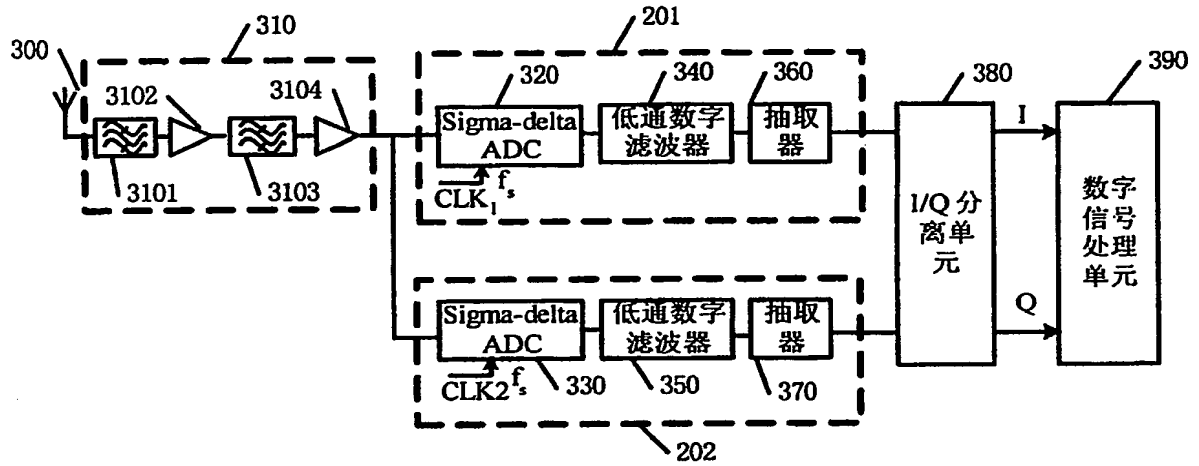 300
310
3102
3104
3101
3103
201
320
340
360
Sigma-delta
ADC
低通数字
滤波器
抽取
器
CLK₁
fₛ
380
390
I/Q 分
离单
元
I
Q
数字
信号
处理
单元
Sigma-delta
ADC
低通数字
滤波器
抽取
器
CLK2
fₛ
330
350
370
202